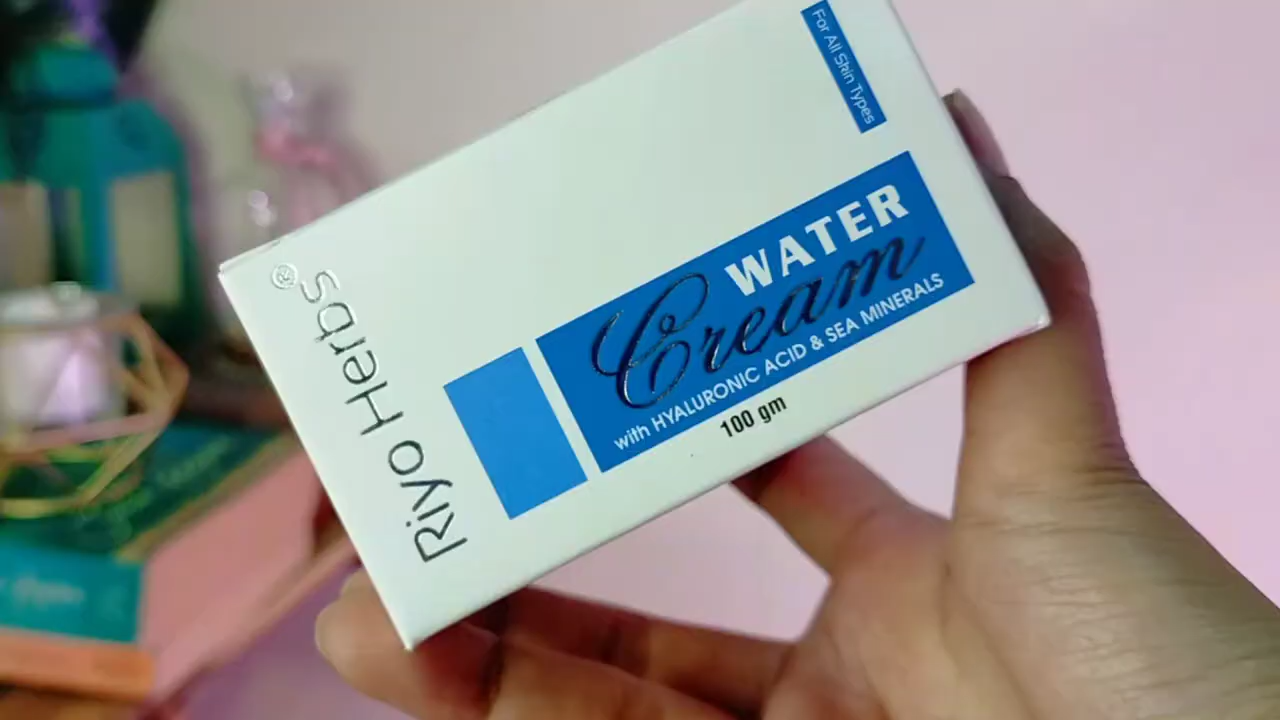 For All Skin Types
WATER
Cream
with HYALURONIC ACID & SEA MINERALS
100 gm
Riyo Herbs®